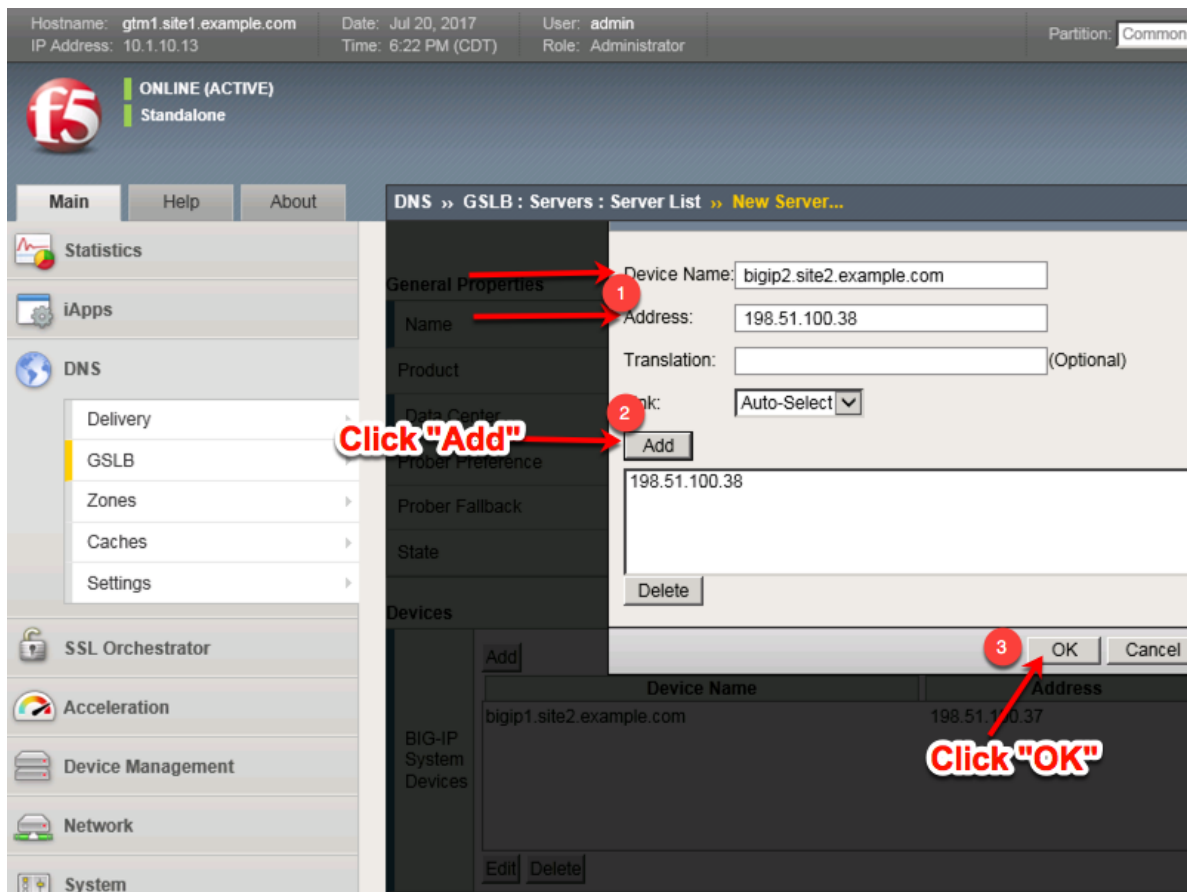 Hostname: gtm1.site1.example.com Date: Jul 20, 2017 User: admin
IP Address: 10.1.10.13 Time: 6:22 PM (CDT) Role: Administrator
Partition: Common
f5
ONLINE (ACTIVE)
Standalone
Main Help About
DNS ›› GSLB : Servers : Server List ›› New Server...
Statistics
iApps
DNS
Delivery
GSLB
Zones
Caches
Settings
SSL Orchestrator
Acceleration
Device Management
Network
System
General Properties
Name
Product
Data Center
Prober Preference
Prober Fallback
State
Device Name: bigip2.site2.example.com
1
Address: 198.51.100.38
Translation: (Optional)
2
Auto-Select
Click "Add"
Add
198.51.100.38
Delete
3
OK Cancel
Devices
Add
Device Name Address
bigip1.site2.example.com
BIG-IP
System
Devices
Click "OK"
Edit Delete